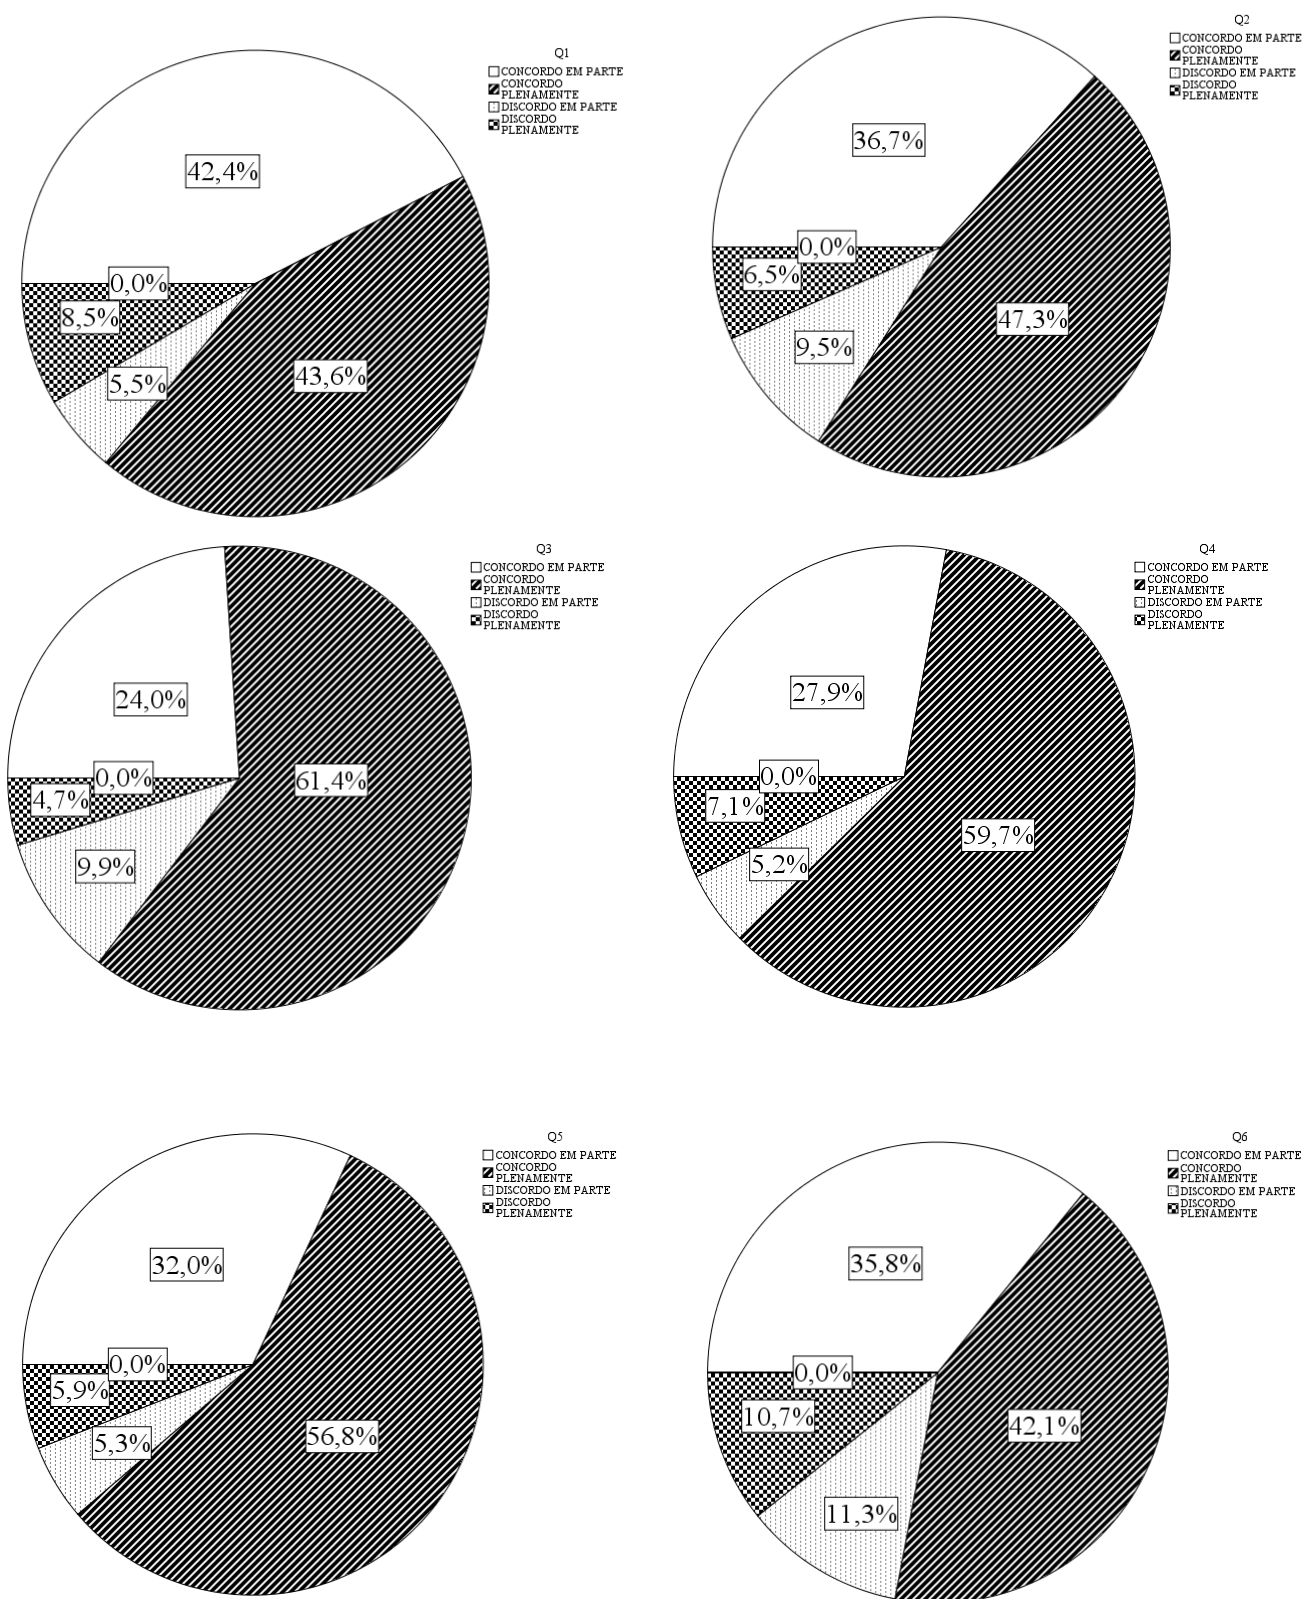 Q1
CONCORDO EM PARTE
CONCORDO
PLENAMENTE
DISCORDO EM PARTE
DISCORDO
PLENAMENTE
42,4%
0,0%
8,5%
5,5%
43,6%
Q2
CONCORDO EM PARTE
CONCORDO
PLENAMENTE
DISCORDO EM PARTE
DISCORDO
PLENAMENTE
36,7%
0,0%
6,5%
9,5%
47,3%
Q3
CONCORDO EM PARTE
CONCORDO
PLENAMENTE
DISCORDO EM PARTE
DISCORDO
PLENAMENTE
24,0%
0,0%
4,7%
9,9%
61,4%
Q4
CONCORDO EM PARTE
CONCORDO
PLENAMENTE
DISCORDO EM PARTE
DISCORDO
PLENAMENTE
27,9%
0,0%
7,1%
5,2%
59,7%
Q5
CONCORDO EM PARTE
CONCORDO
PLENAMENTE
DISCORDO EM PARTE
DISCORDO
PLENAMENTE
32,0%
0,0%
5,9%
5,3%
56,8%
Q6
CONCORDO EM PARTE
CONCORDO
PLENAMENTE
DISCORDO EM PARTE
DISCORDO
PLENAMENTE
35,8%
0,0%
10,7%
11,3%
42,1%